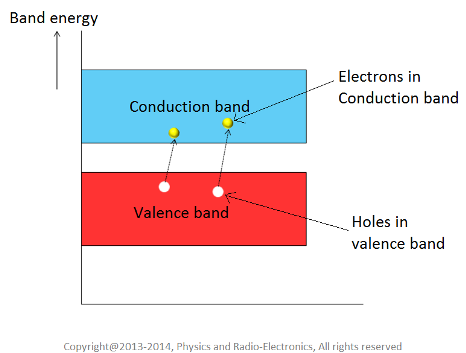 Band energy
Electrons in
Conduction band
Conduction band
Valence band
Holes in
valence band
Copyright@2013-2014, Physics and Radio-Electronics, All rights reserved